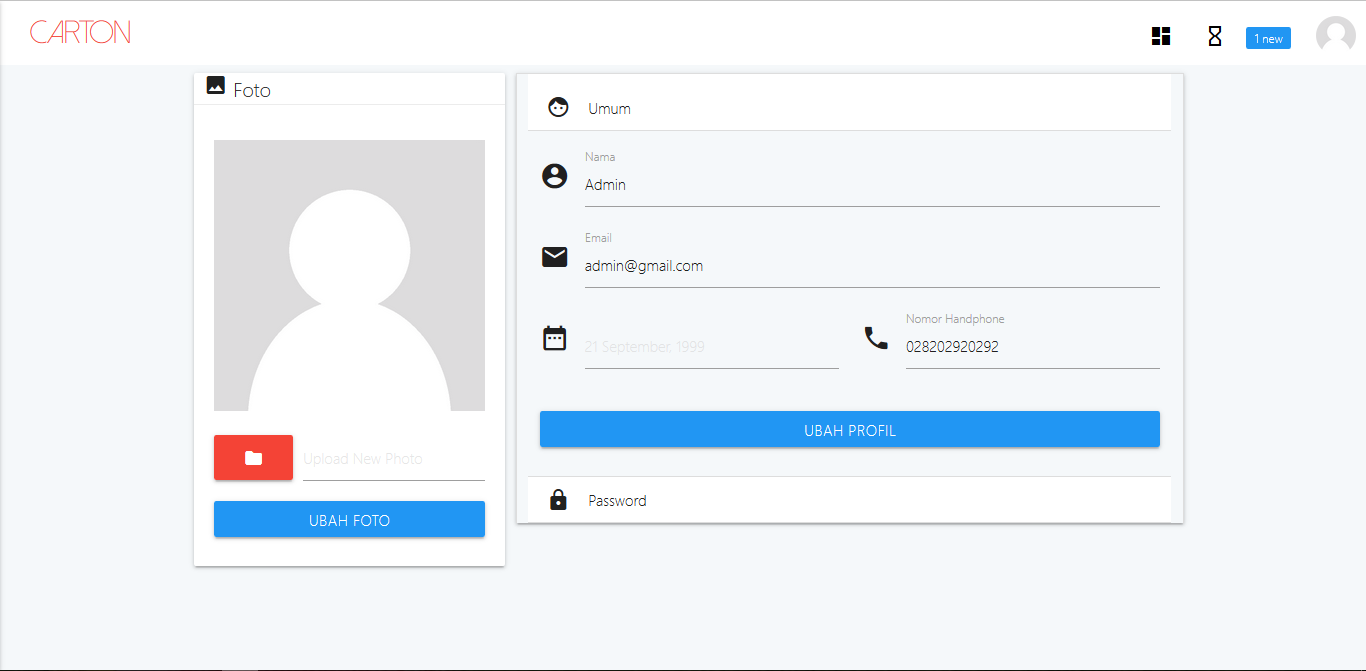 CARTON
1 new
Foto
Upload New Photo
UBAH FOTO
Umum
Nama
Admin
Email
admin@gmail.com
21 September, 1999
Nomor Handphone
028202920292
UBAH PROFIL
Password